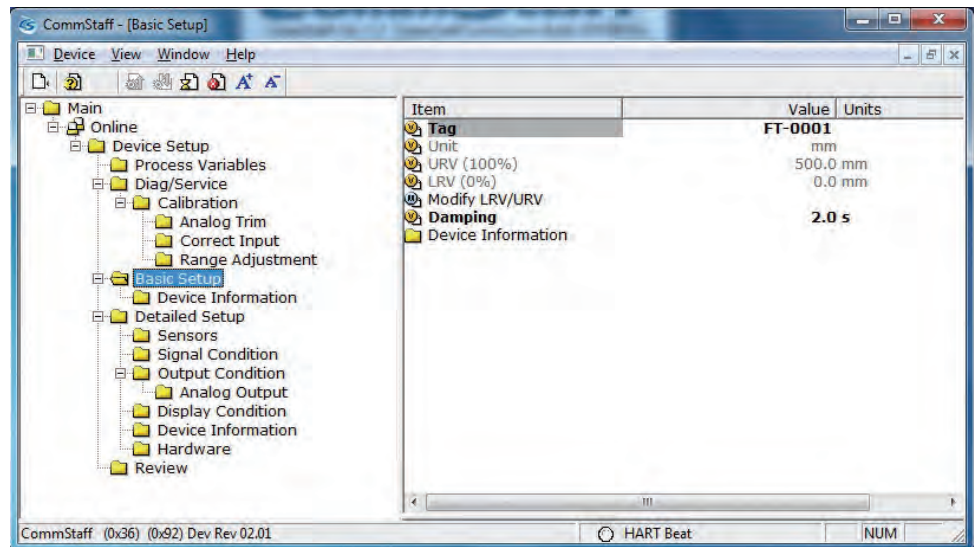 CommStaff - [Basic Setup]
Device View Window Help
Main
Online
Device Setup
Process Variables
Diag/Service
Calibration
Analog Trim
Correct Input
Range Adjustment
Basic Setup
Device Information
Detailed Setup
Sensors
Signal Condition
Output Condition
Analog Output
Display Condition
Device Information
Hardware
Review
Item Value Units
Tag FT-0001
Unit mm
URV (100%) 500.0 mm
LRV (0%) 0.0 mm
Modify LRV/URV
Damping 2.0 s
Device Information
CommStaff (0x36) (0x92) Dev Rev 02.01 HART Beat NUM